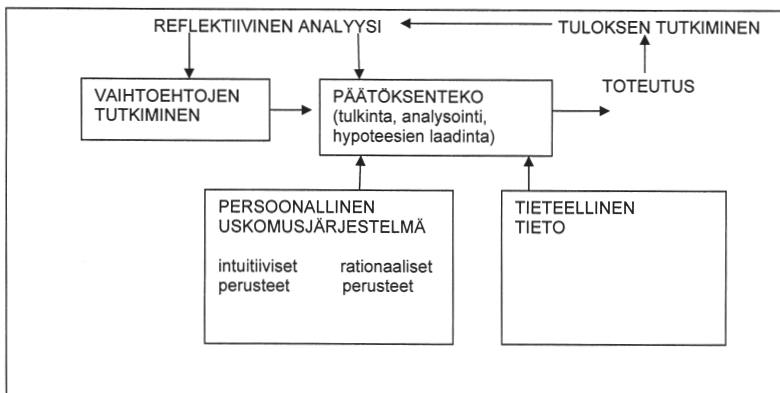 REFLEKTIIVINEN ANALYYSI
TULOKSEN TUTKIMINEN
VAIHTOEHTOJEN
TUTKIMINEN
PÄÄTÖKSENTEKO
(tulkinta, analysointi,
hypoteesien laadinta)
TOTEUTUS
PERSOONALLINEN
USKOMUSJÄRJESTELMÄ
intuitiiviset rationaaliset
perusteet perusteet
TIETEELLINEN
TIETO